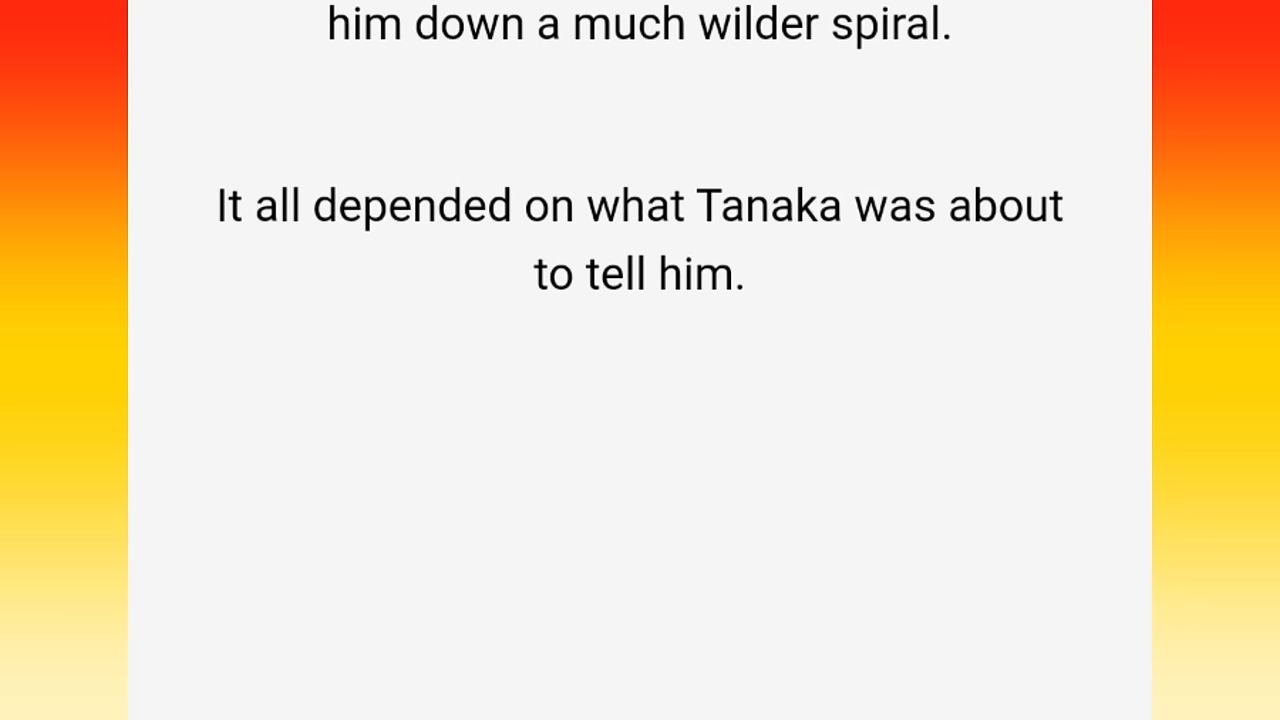 him down a much wilder spiral.
It all depended on what Tanaka was about
to tell him.